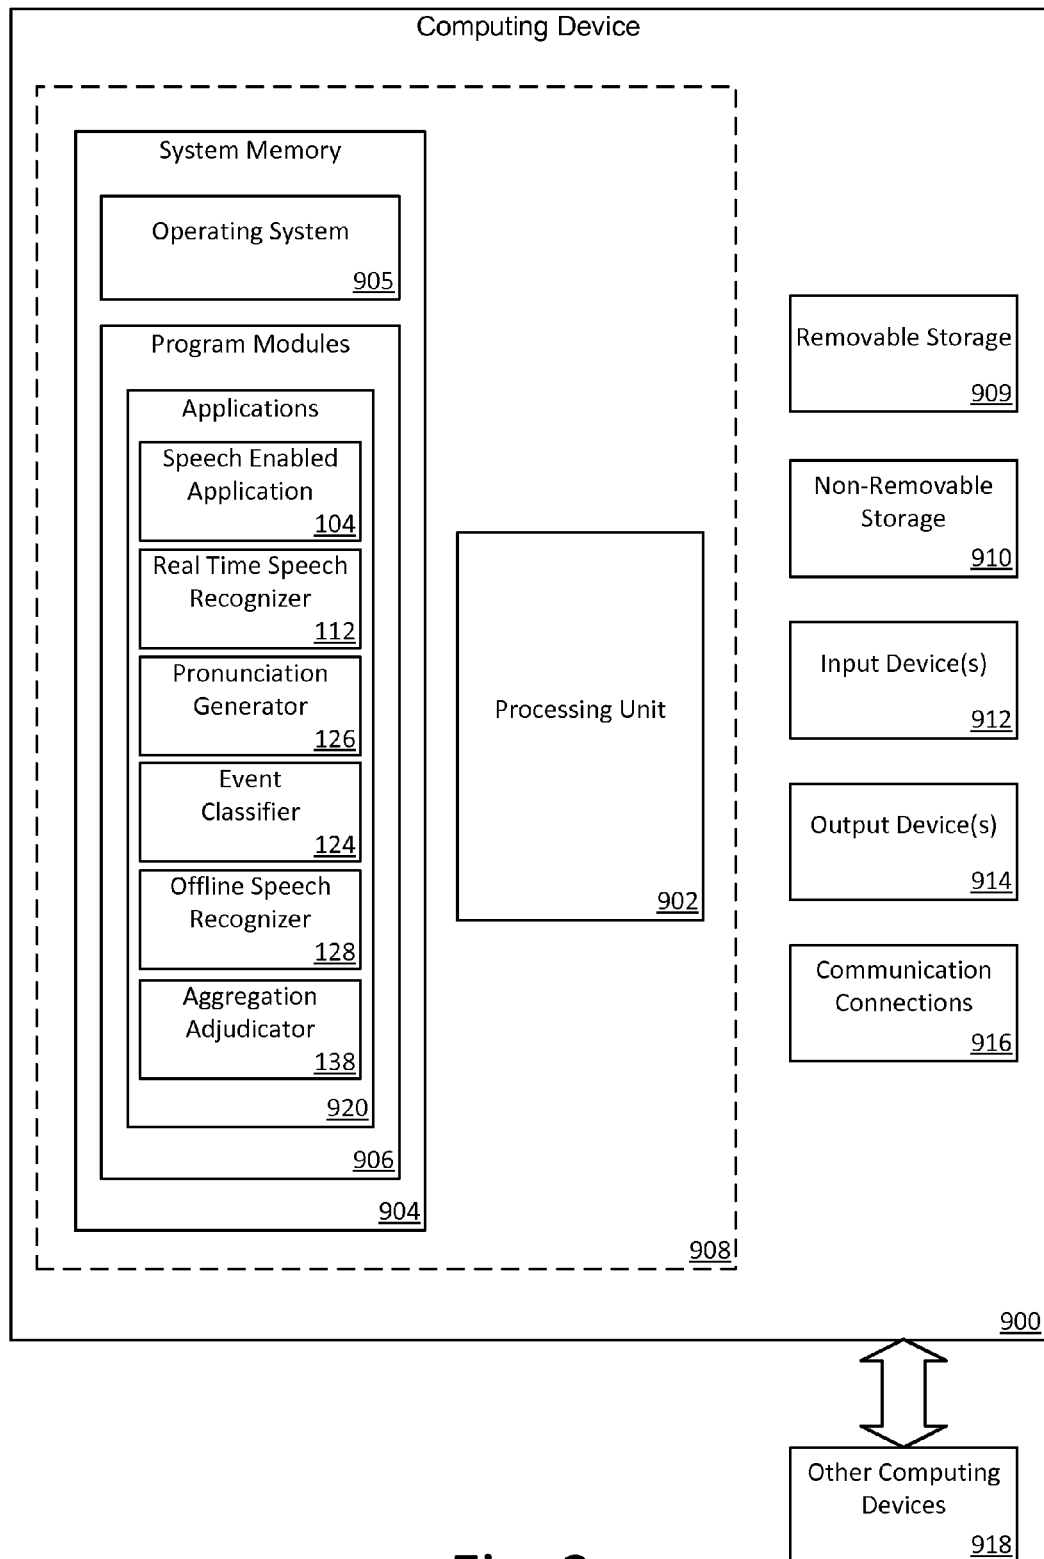 Computing Device
System Memory
Operating System
905
Program Modules
Applications
Speech Enabled
Application
104
Real Time Speech
Recognizer
112
Pronunciation
Generator
126
Event
Classifier
124
Offline Speech
Recognizer
128
Aggregation
Adjudicator
138
920
906
904
Processing Unit
902
908
Removable Storage
909
Non-Removable
Storage
910
Input Device(s)
912
Output Device(s)
914
Communication
Connections
916
900
Other Computing
Devices
918